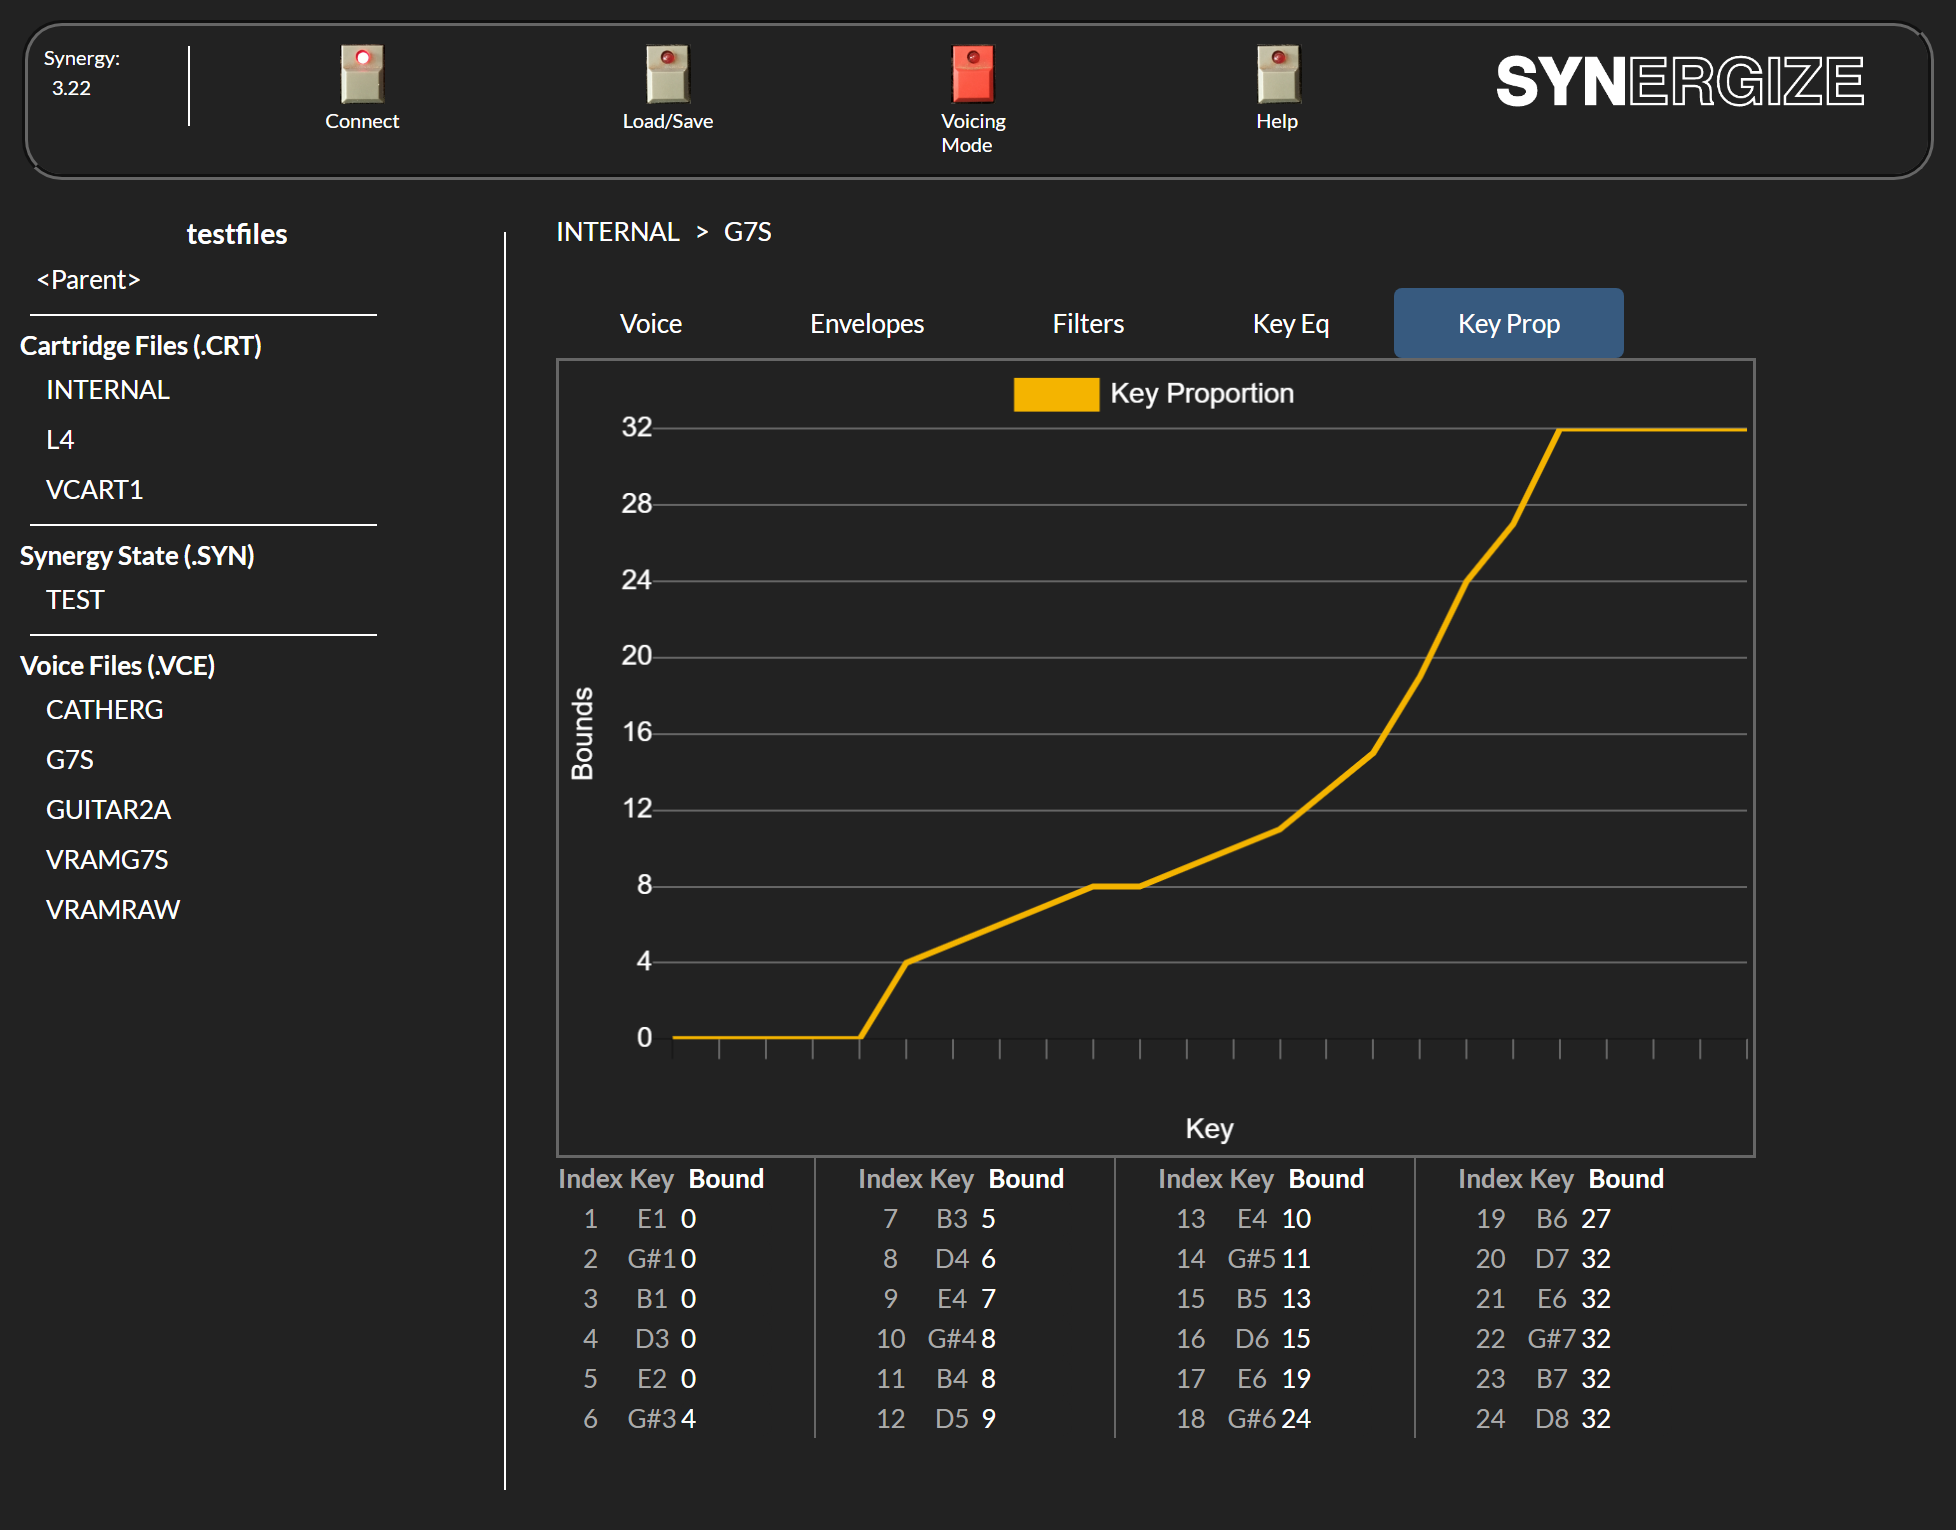 Synergy:
3.22
Connect
Load/Save
Voicing
Mode
Help
SYNERGIZE
testfiles
<Parent>
Cartridge Files (.CRT)
INTERNAL
L4
VCART1
Synergy State (.SYN)
TEST
Voice Files (.VCE)
CATHERG
G7S
GUITAR2A
VRAMG7S
VRAMRAW
INTERNAL > G7S
Voice Envelopes Filters Key Eq Key Prop
Key Proportion
32
28
24
20
16
12
8
4
0
Bounds
Key
Index Key Bound
1 E1 0
2 G#1 0
3 B1 0
4 D3 0
5 E2 0
6 G#3 4
Index Key Bound
7 B3 5
8 D4 6
9 E4 7
10 G#4 8
11 B4 8
12 D5 9
Index Key Bound
13 E4 10
14 G#5 11
15 B5 13
16 D6 15
17 E6 19
18 G#6 24
Index Key Bound
19 B6 27
20 D7 32
21 E6 32
22 G#7 32
23 B7 32
24 D8 32